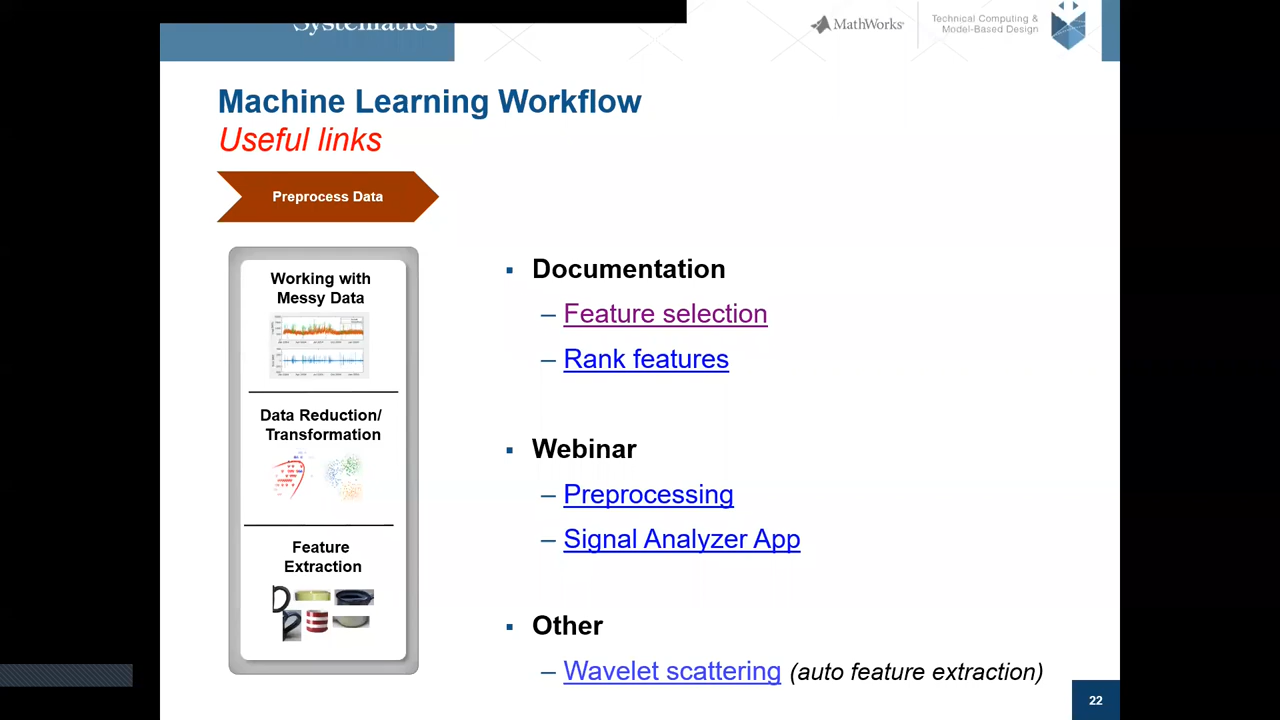 Systematics
MathWorks
Technical Computing &
Model-Based Design
Machine Learning Workflow
Useful links
Preprocess Data
Working with
Messy Data
Data Reduction/
Transformation
Feature
Extraction
▪ Documentation
– Feature selection
– Rank features
▪ Webinar
– Preprocessing
– Signal Analyzer App
▪ Other
– Wavelet scattering (auto feature extraction)
22